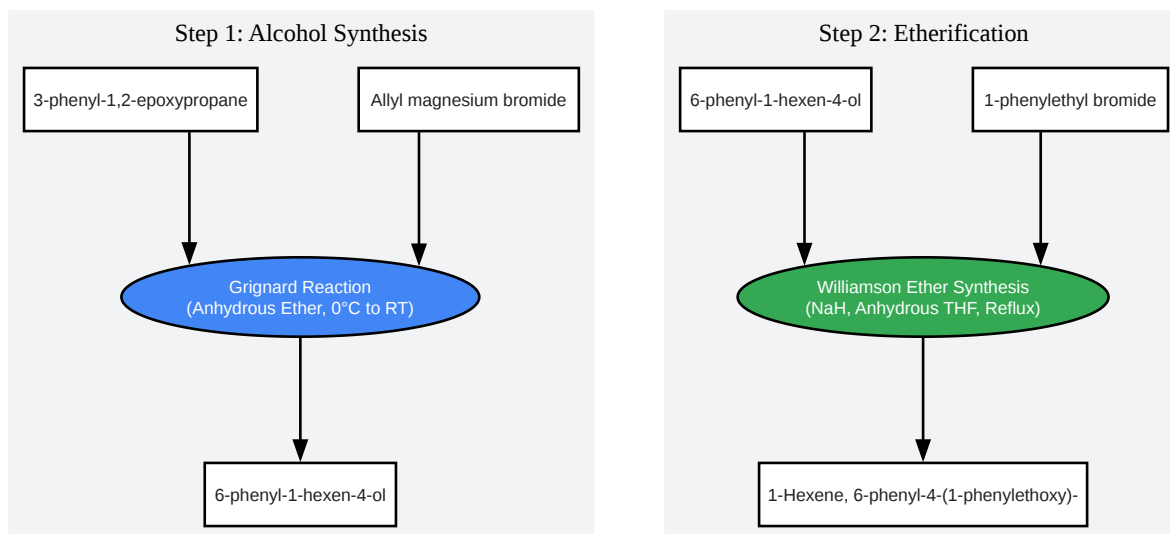 Step 1: Alcohol Synthesis
3-phenyl-1,2-epoxypropane
Allyl magnesium bromide
Grignard Reaction
(Anhydrous Ether, 0°C to RT)
6-phenyl-1-hexen-4-ol
Step 2: Etherification
6-phenyl-1-hexen-4-ol
1-phenylethyl bromide
Williamson Ether Synthesis
(NaH, Anhydrous THF, Reflux)
1-Hexene, 6-phenyl-4-(1-phenylethoxy)-